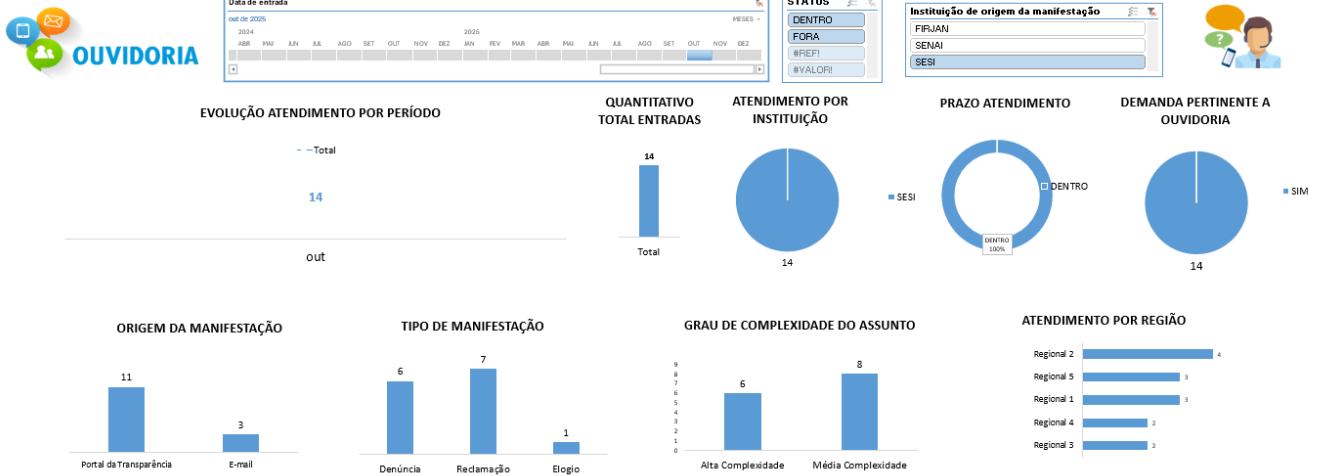 OUVIDORIA
Data de entrada
out de 2025
MESES
2024 2025
ABR MAI JUN JUL AGO SET OUT NOV DEZ JAN FEV MAR ABR MAI JUN JUL AGO SET OUT NOV DEZ
STATUS
DENTRO
FORA
#REF!
#VALOR!
Instituição de origem da manifestação
FIRJAN
SENAI
SESI
EVOLUÇÃO ATENDIMENTO POR PERÍODO
Total
14
out
QUANTITATIVO
TOTAL ENTRADAS
14
Total
ATENDIMENTO POR
INSTITUIÇÃO
SESI
14
PRAZO ATENDIMENTO
DENTRO
DENTRO
100%
DEMANDA PERTINENTE A
OUVIDORIA
SIM
14
ORIGEM DA MANIFESTAÇÃO
11
3
Portal da Transparência E-mail
TIPO DE MANIFESTAÇÃO
6
7
1
Denúncia Reclamação Elogio
GRAU DE COMPLEXIDADE DO ASSUNTO
9
8
7
6
5
4
3
2
1
0
6
8
Alta Complexidade Média Complexidade
ATENDIMENTO POR REGIÃO
Regional 2 4
Regional 5 3
Regional 1 3
Regional 4 2
Regional 3 2